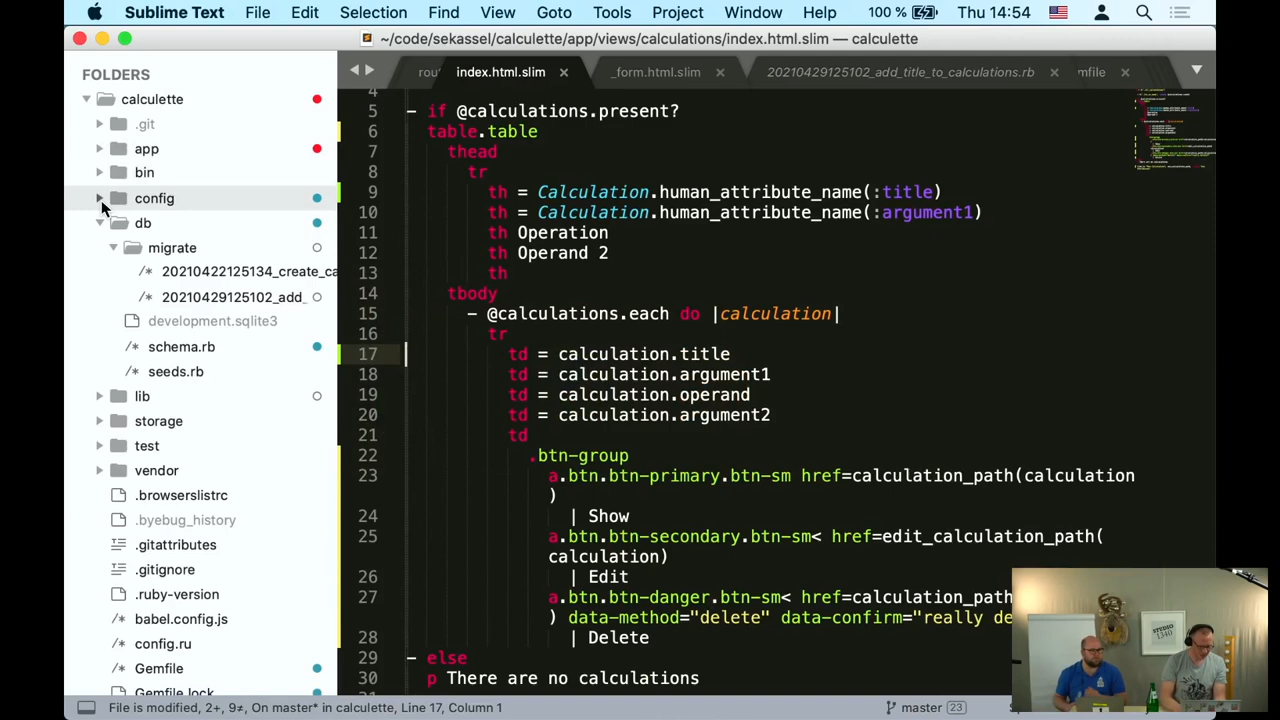 Sublime Text File Edit Selection Find View Goto Tools Project Window Help 100 % Thu 14:54
~/code/sekassel/calculette/app/views/calculations/index.html.slim — calculette
FOLDERS
calculette
.git
app
bin
config
db
migrate
20210422125134_create_ca
20210429125102_add_
development.sqlite3
schema.rb
seeds.rb
lib
storage
test
vendor
.browserslistrc
.byebug_history
.gitattributes
.gitignore
.ruby-version
babel.config.js
config.ru
Gemfile
Gemfile.lock
rou index.html.slim _form.html.slim 20210429125102_add_title_to_calculations.rb mfile
4
5 - if @calculations.present?
6 table.table
7 thead
8 tr
9 th = Calculation.human_attribute_name(:title)
10 th = Calculation.human_attribute_name(:argument1)
11 th Operation
12 th Operand 2
13 th
14 tbody
15 - @calculations.each do |calculation|
16 tr
17 td = calculation.title
18 td = calculation.argument1
19 td = calculation.operand
20 td = calculation.argument2
21 td
22 .btn-group
23 a.btn.btn-primary.btn-sm href=calculation_path(calculation
)
24 | Show
25 a.btn.btn-secondary.btn-sm< href=edit_calculation_path(
calculation)
26 | Edit
27 a.btn.btn-danger.btn-sm< href=calculation_path
) data-method="delete" data-confirm="really de
28 | Delete
29 - else
30 p There are no calculations
STUDIO
1340
File is modified, 2+, 9≠, On master* in calculette, Line 17, Column 1 master 23